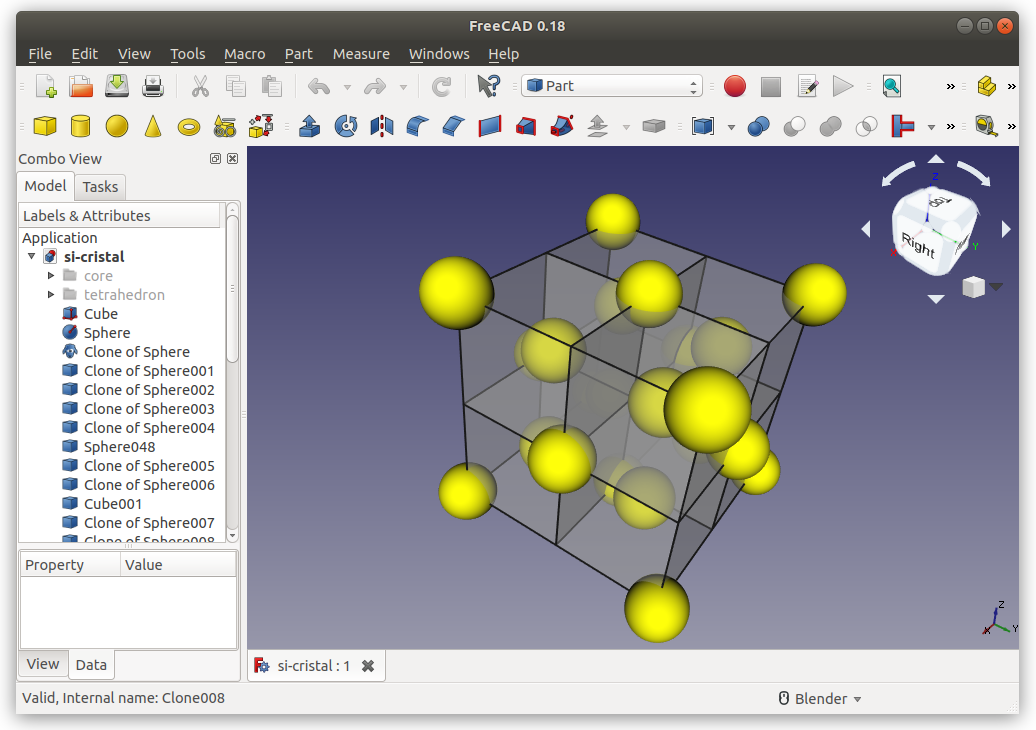 FreeCAD 0.18
File Edit View Tools Macro Part Measure Windows Help
Part
Combo View
Model Tasks
Labels & Attributes
Application
si-cristal
core
tetrahedron
Cube
Sphere
Clone of Sphere
Clone of Sphere001
Clone of Sphere002
Clone of Sphere003
Clone of Sphere004
Sphere048
Clone of Sphere005
Clone of Sphere006
Cube001
Clone of Sphere007
Clone of Sphere008
Property Value
View Data
Z
Right
Y
Z
Y
X
si-cristal : 1
Valid, Internal name: Clone008
Blender